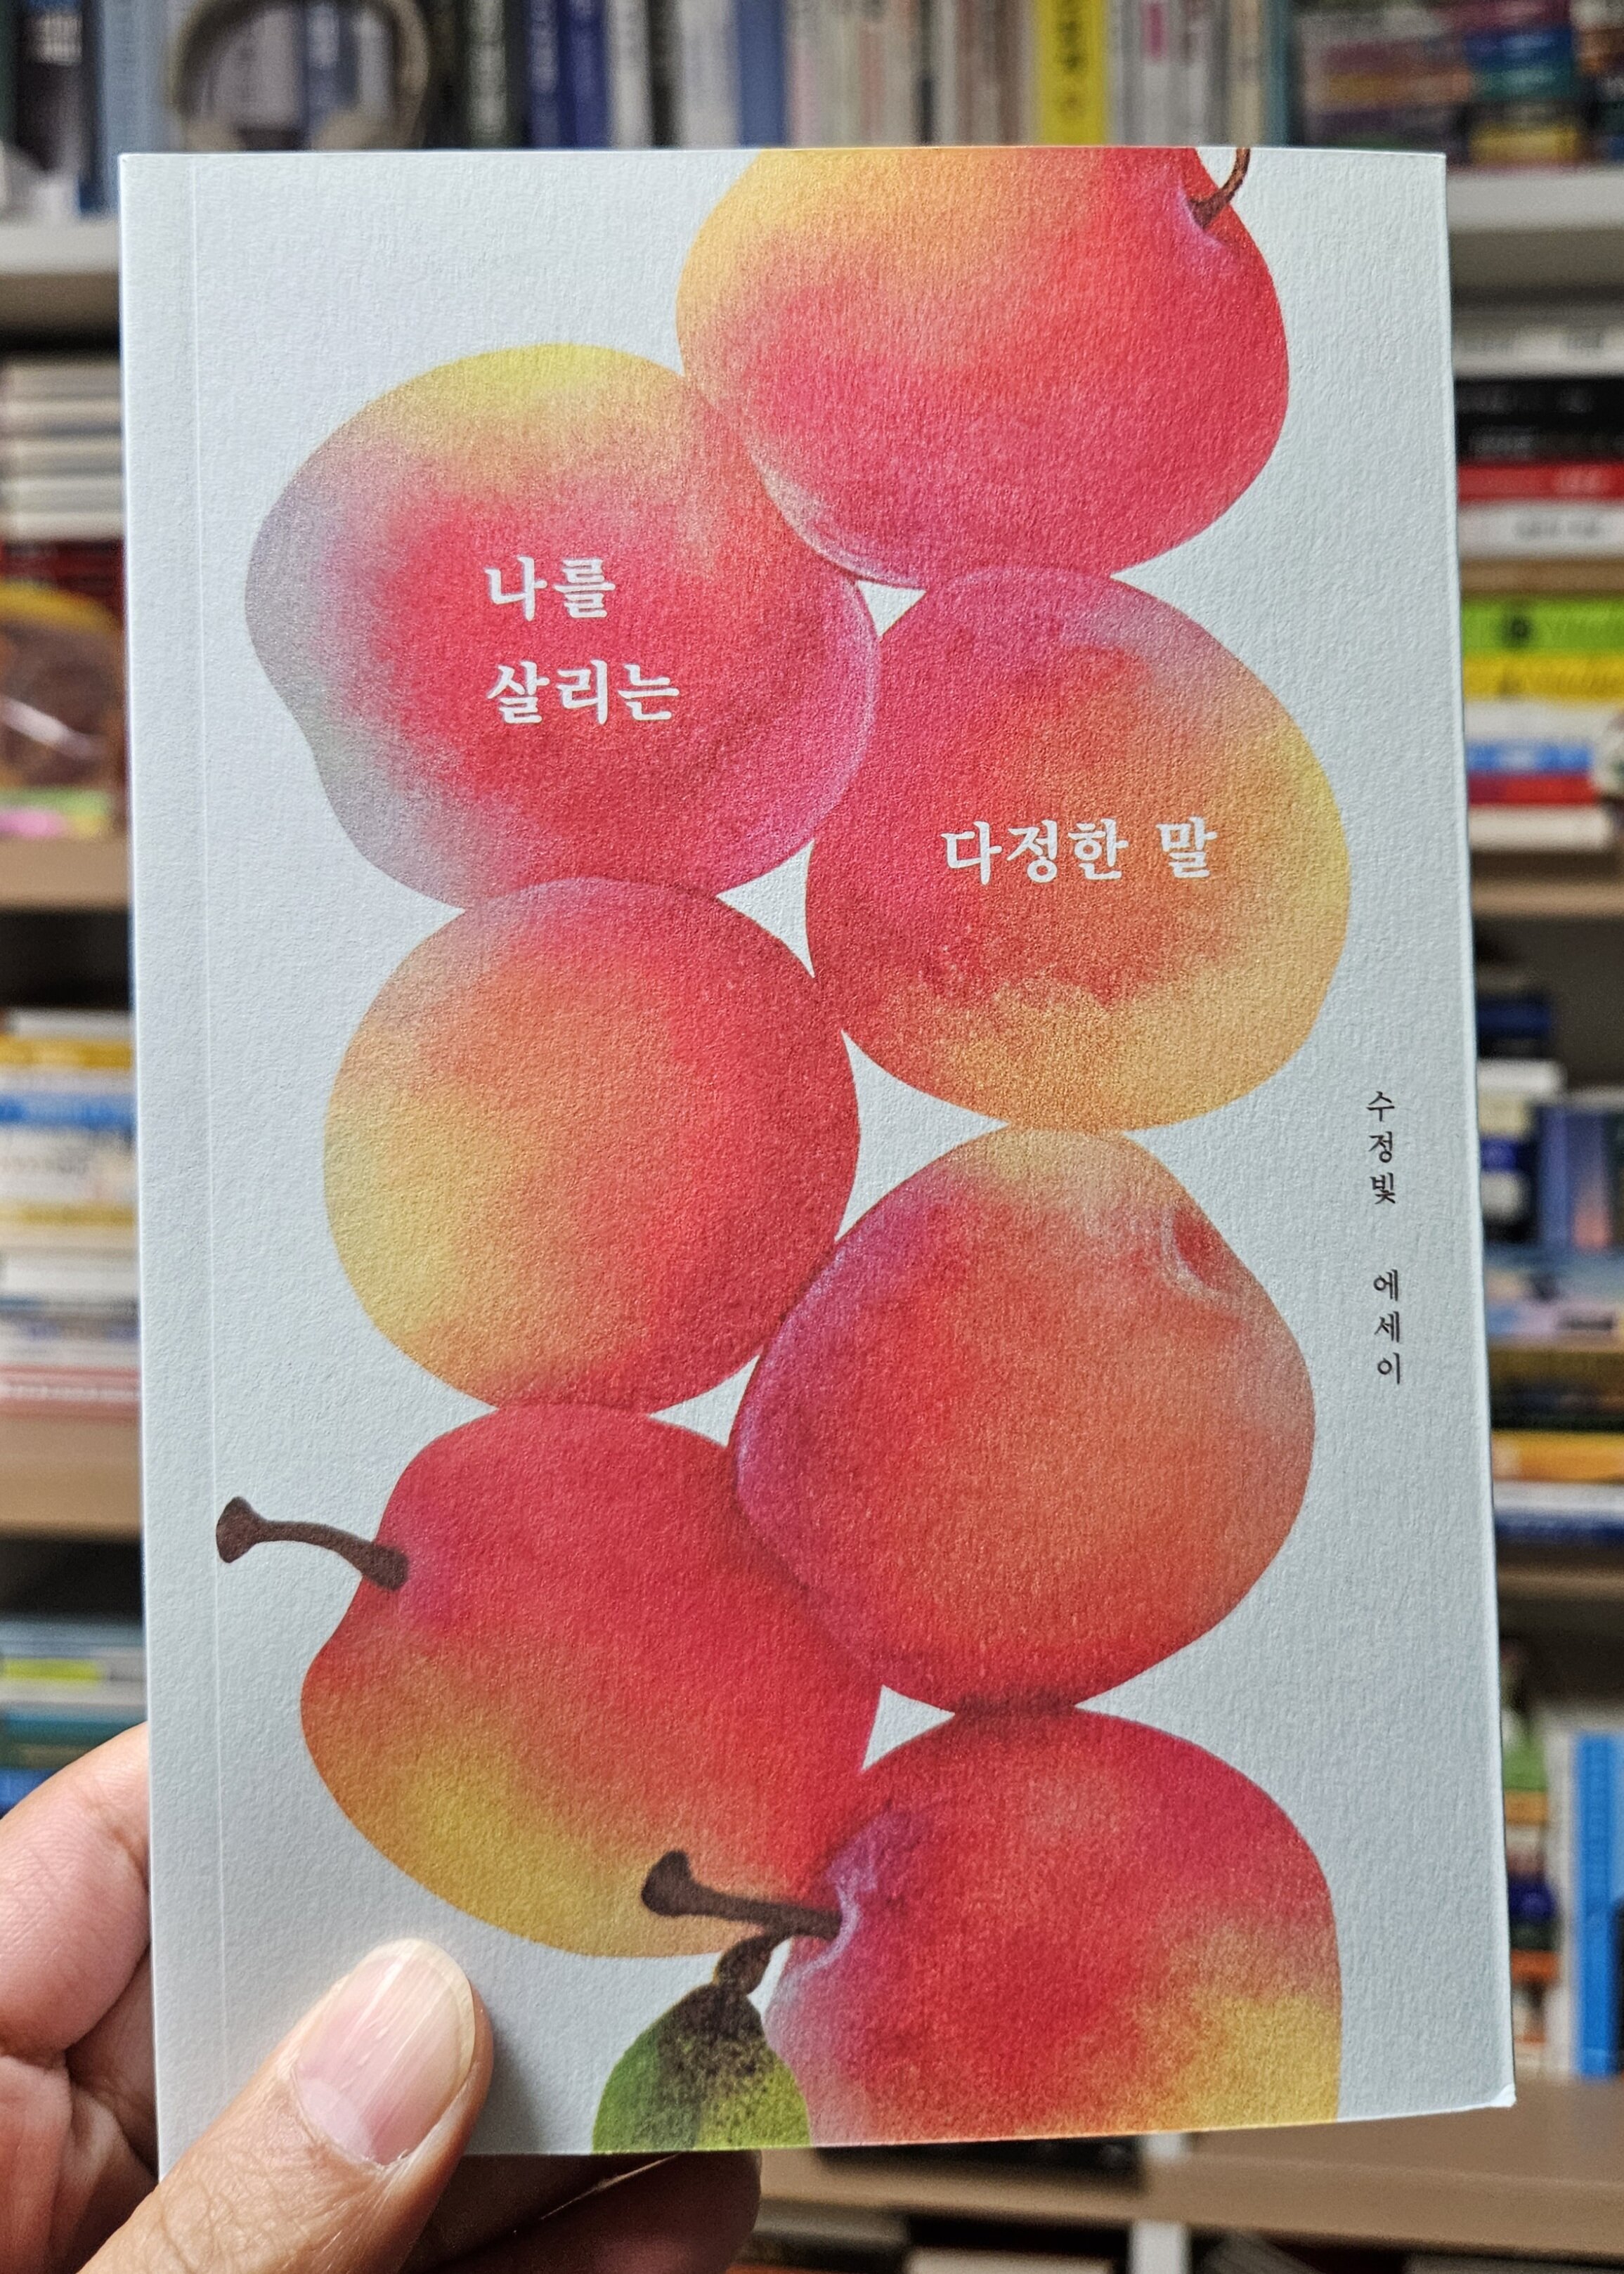 나를
살리는
다정한 말
수정빛 에세이